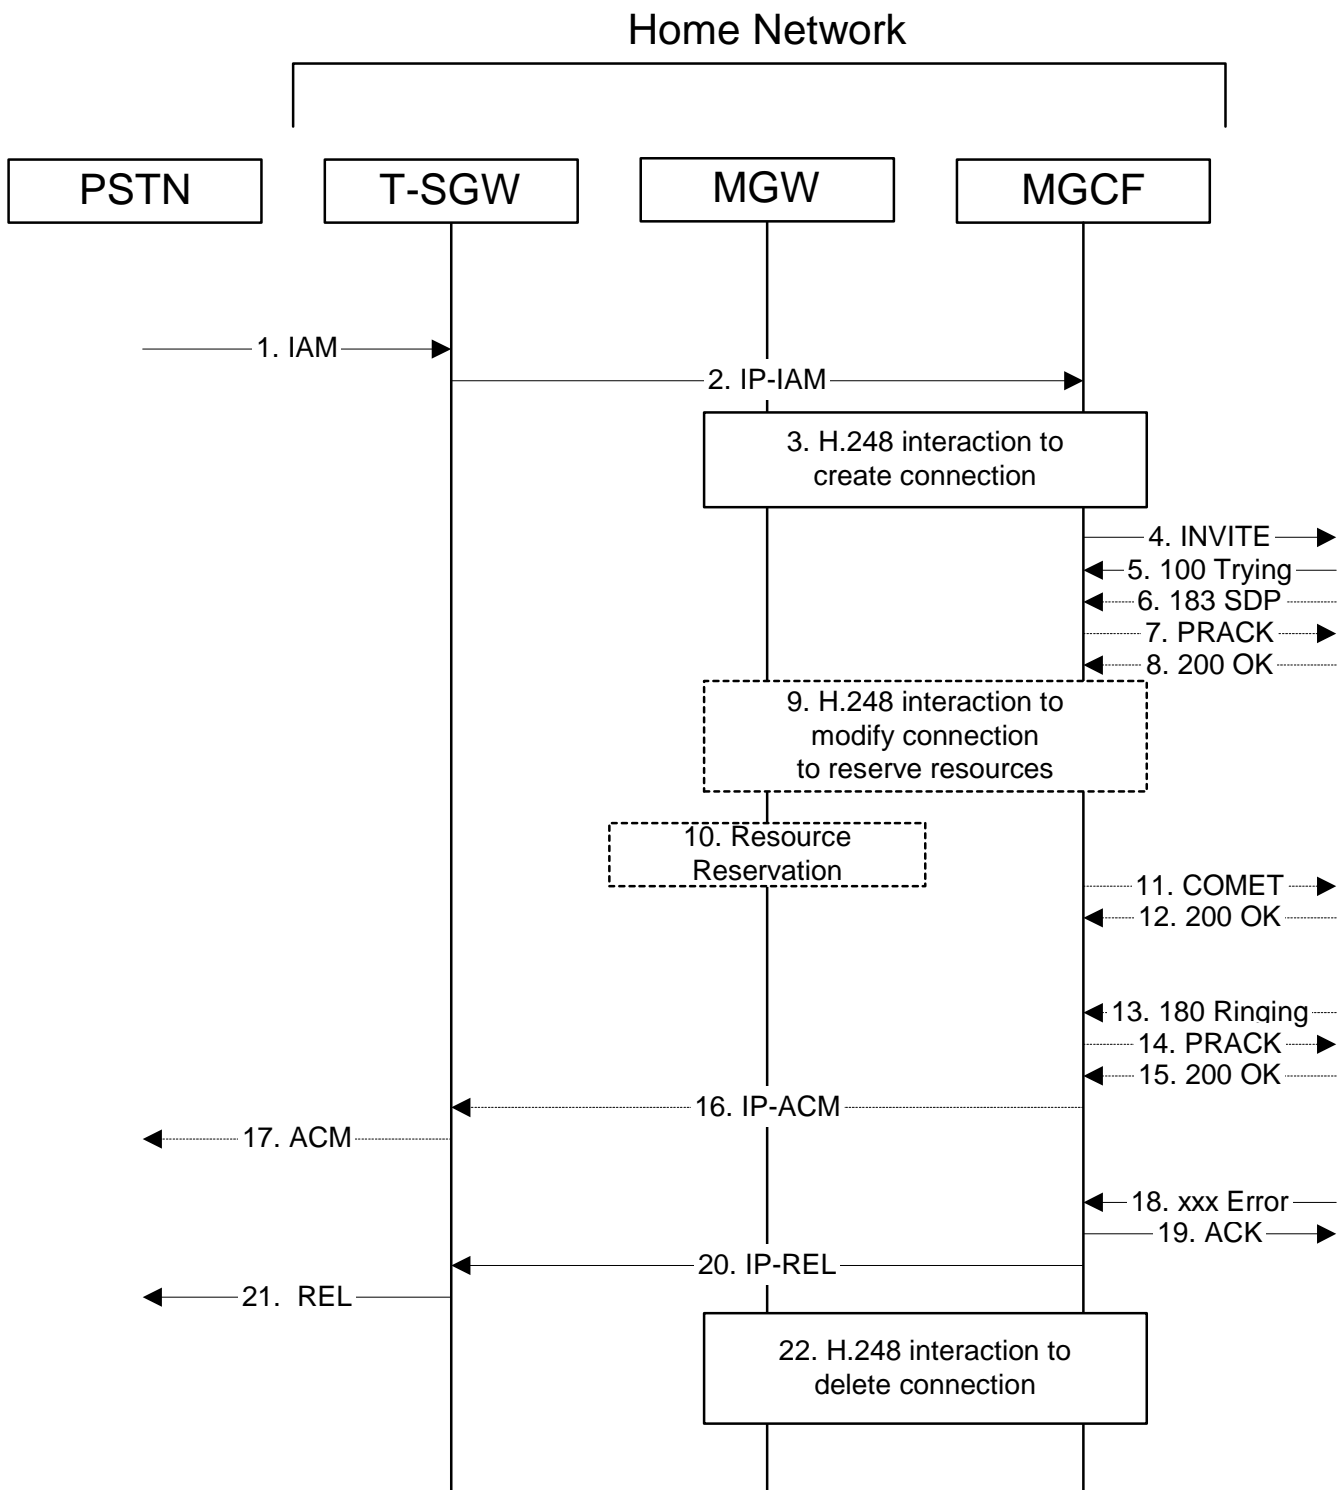 Home Network
PSTN
T-SGW
MGW
MGCF
1. IAM
2. IP-IAM
3. H.248 interaction to
create connection
4. INVITE
5. 100 Trying
6. 183 SDP
7. PRACK
8. 200 OK
9. H.248 interaction to
modify connection
to reserve resources
10. Resource
Reservation
11. COMET
12. 200 OK
13. 180 Ringing
14. PRACK
15. 200 OK
16. IP-ACM
17. ACM
18. xxx Error
19. ACK
20. IP-REL
21. REL
22. H.248 interaction to
delete connection